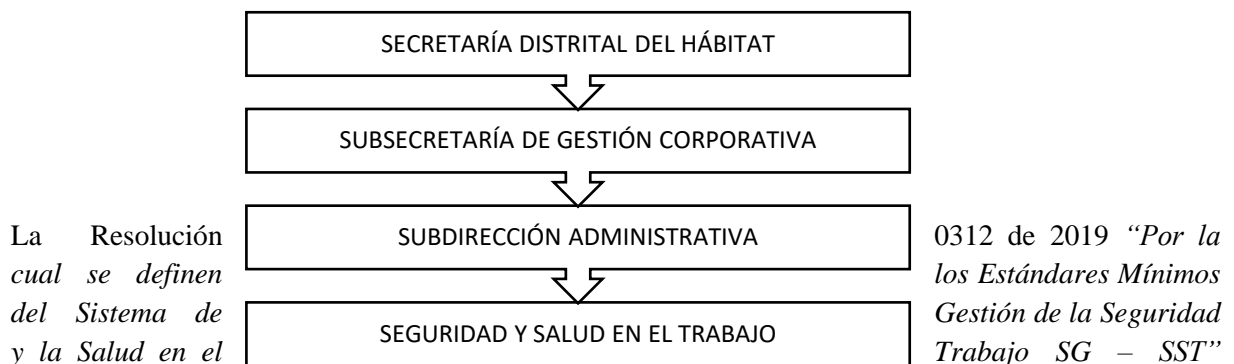 SECRETARÍA DISTRITAL DEL HÁBITAT
SUBSECRETARÍA DE GESTIÓN CORPORATIVA
SUBDIRECCIÓN ADMINISTRATIVA
SEGURIDAD Y SALUD EN EL TRABAJO
La Resolución 0312 de 2019 “Por la
cual se definen los Estándares Mínimos
del Sistema de Gestión de la Seguridad
y la Salud en el Trabajo SG – SST”